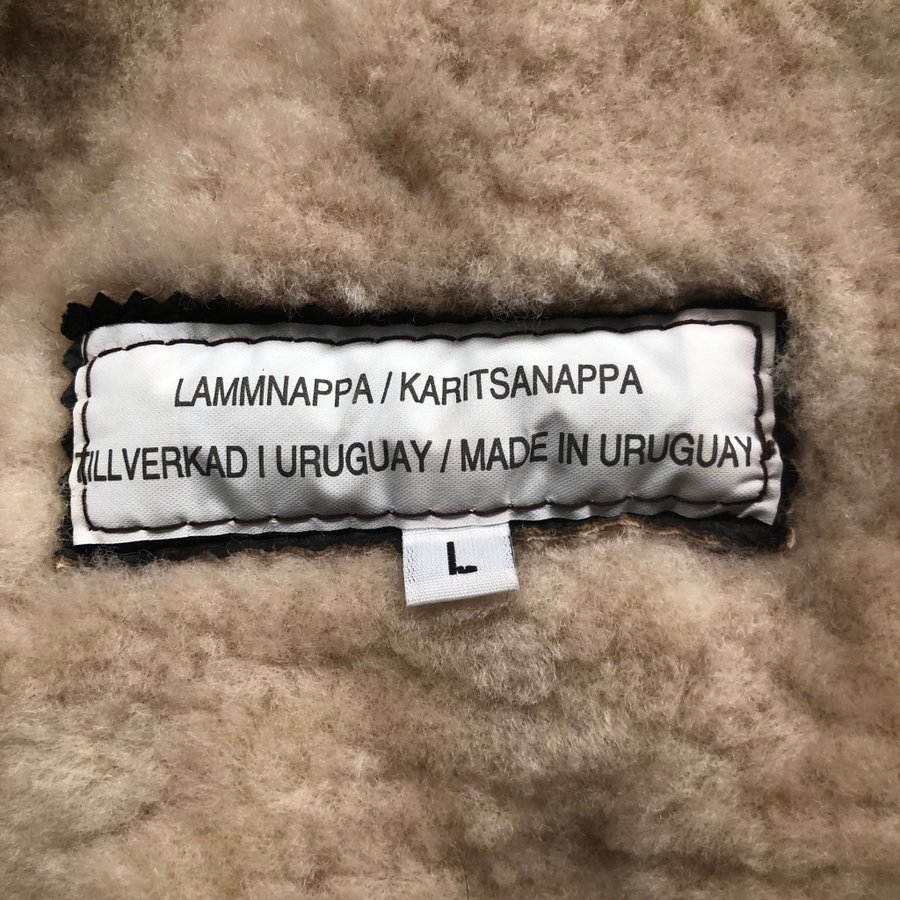 LAMMNAPPA / KARITSANAPPA
TILLVERKAD I URUGUAY / MADE IN URUGUAY
L